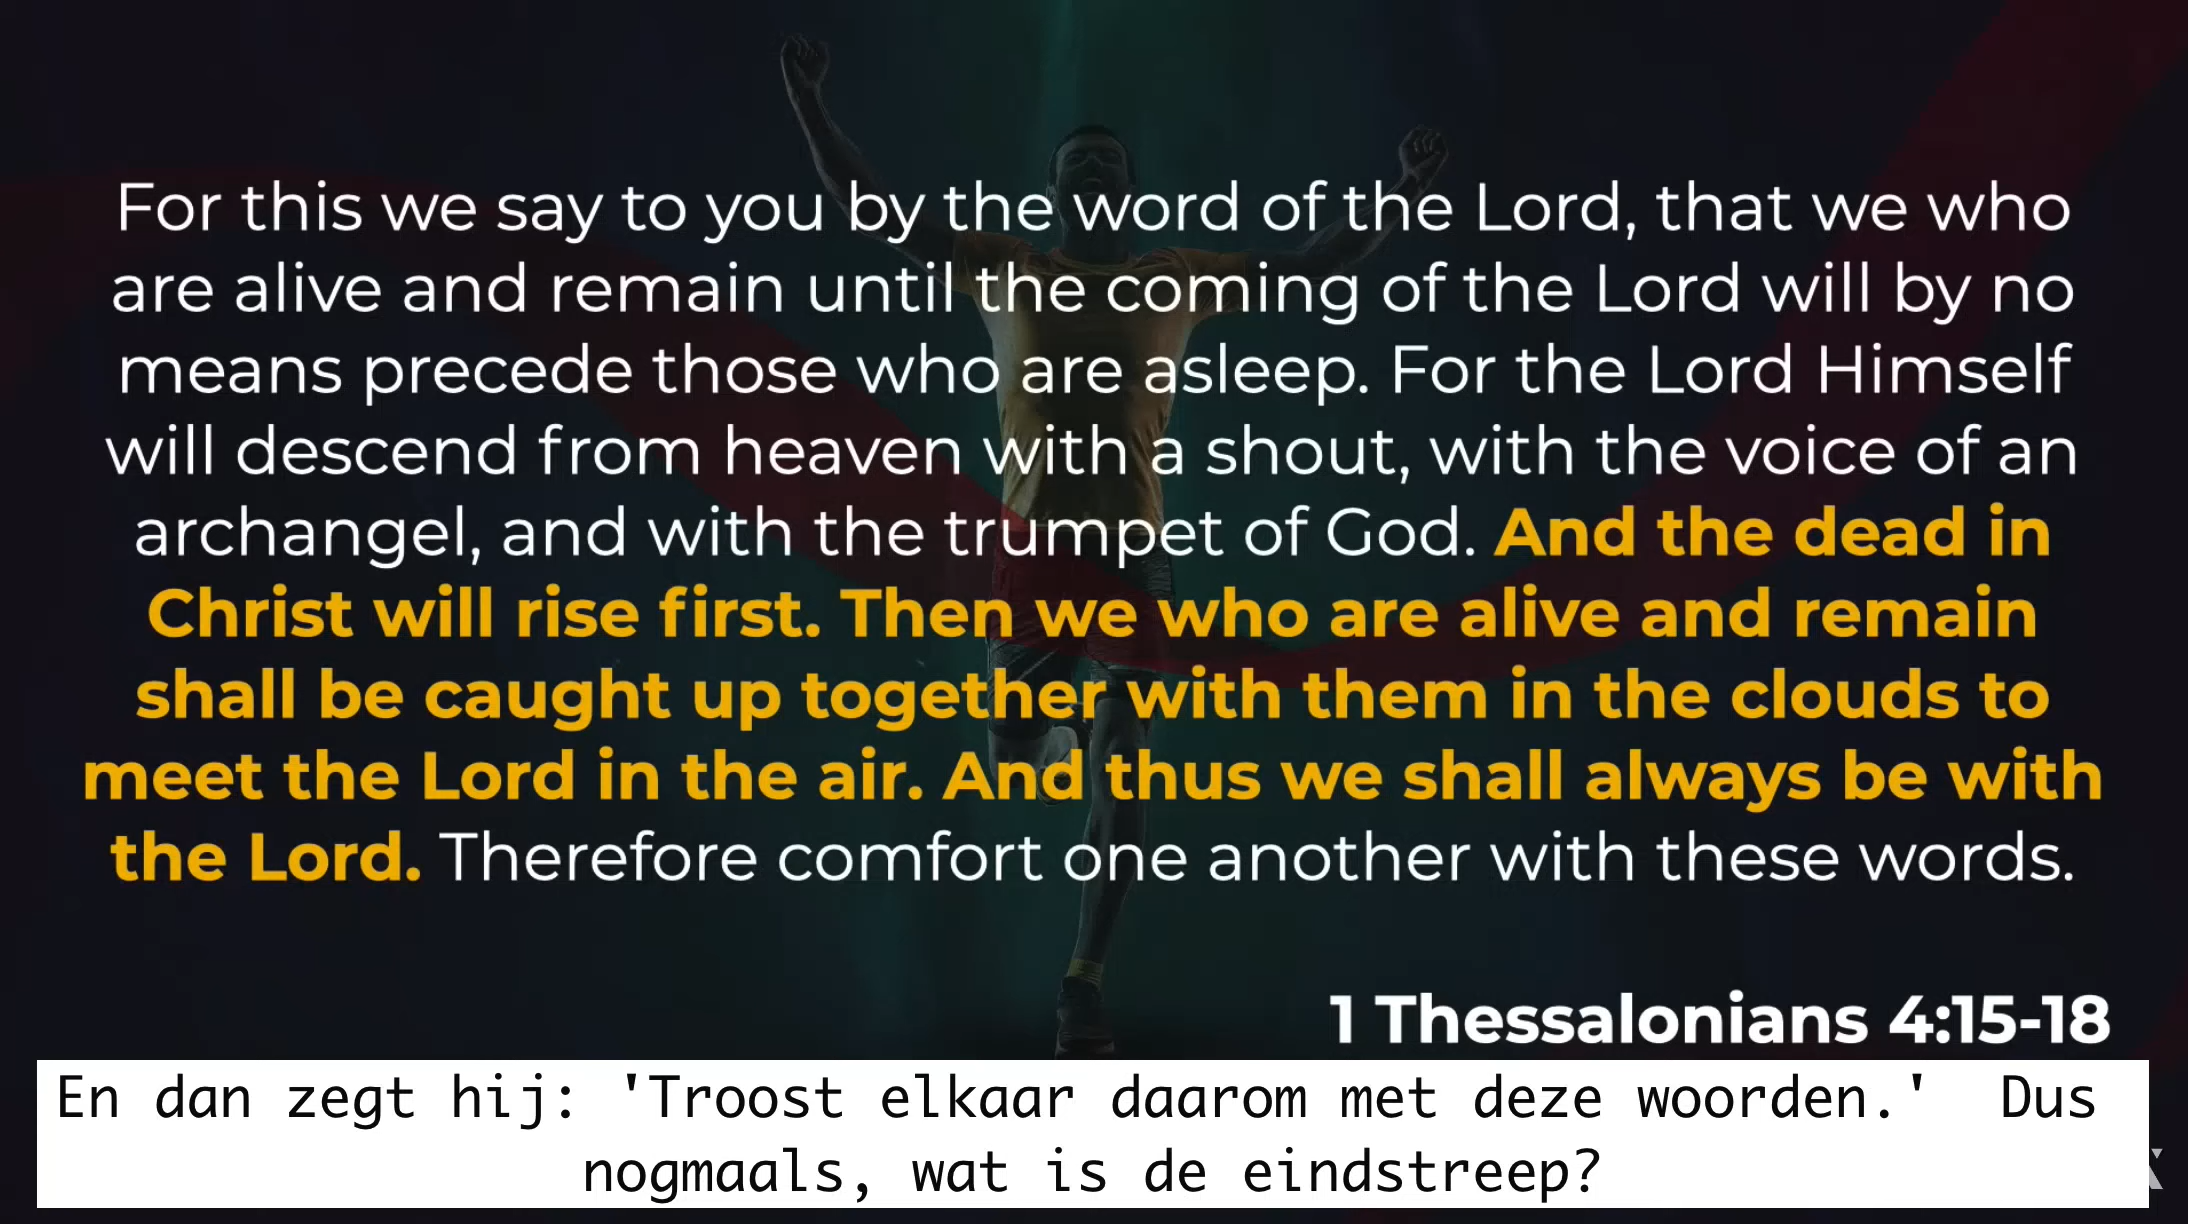 For this we say to you by the word of the Lord, that we who
are alive and remain until the coming of the Lord will by no
means precede those who are asleep. For the Lord Himself
will descend from heaven with a shout, with the voice of an
archangel, and with the trumpet of God. And the dead in
Christ will rise first. Then we who are alive and remain
shall be caught up together with them in the clouds to
meet the Lord in the air. And thus we shall always be with
the Lord. Therefore comfort one another with these words.
1 Thessalonians 4:15-18
En dan zegt hij: 'Troost elkaar daarom met deze woorden.' Dus
nogmaals, wat is de eindstreep?